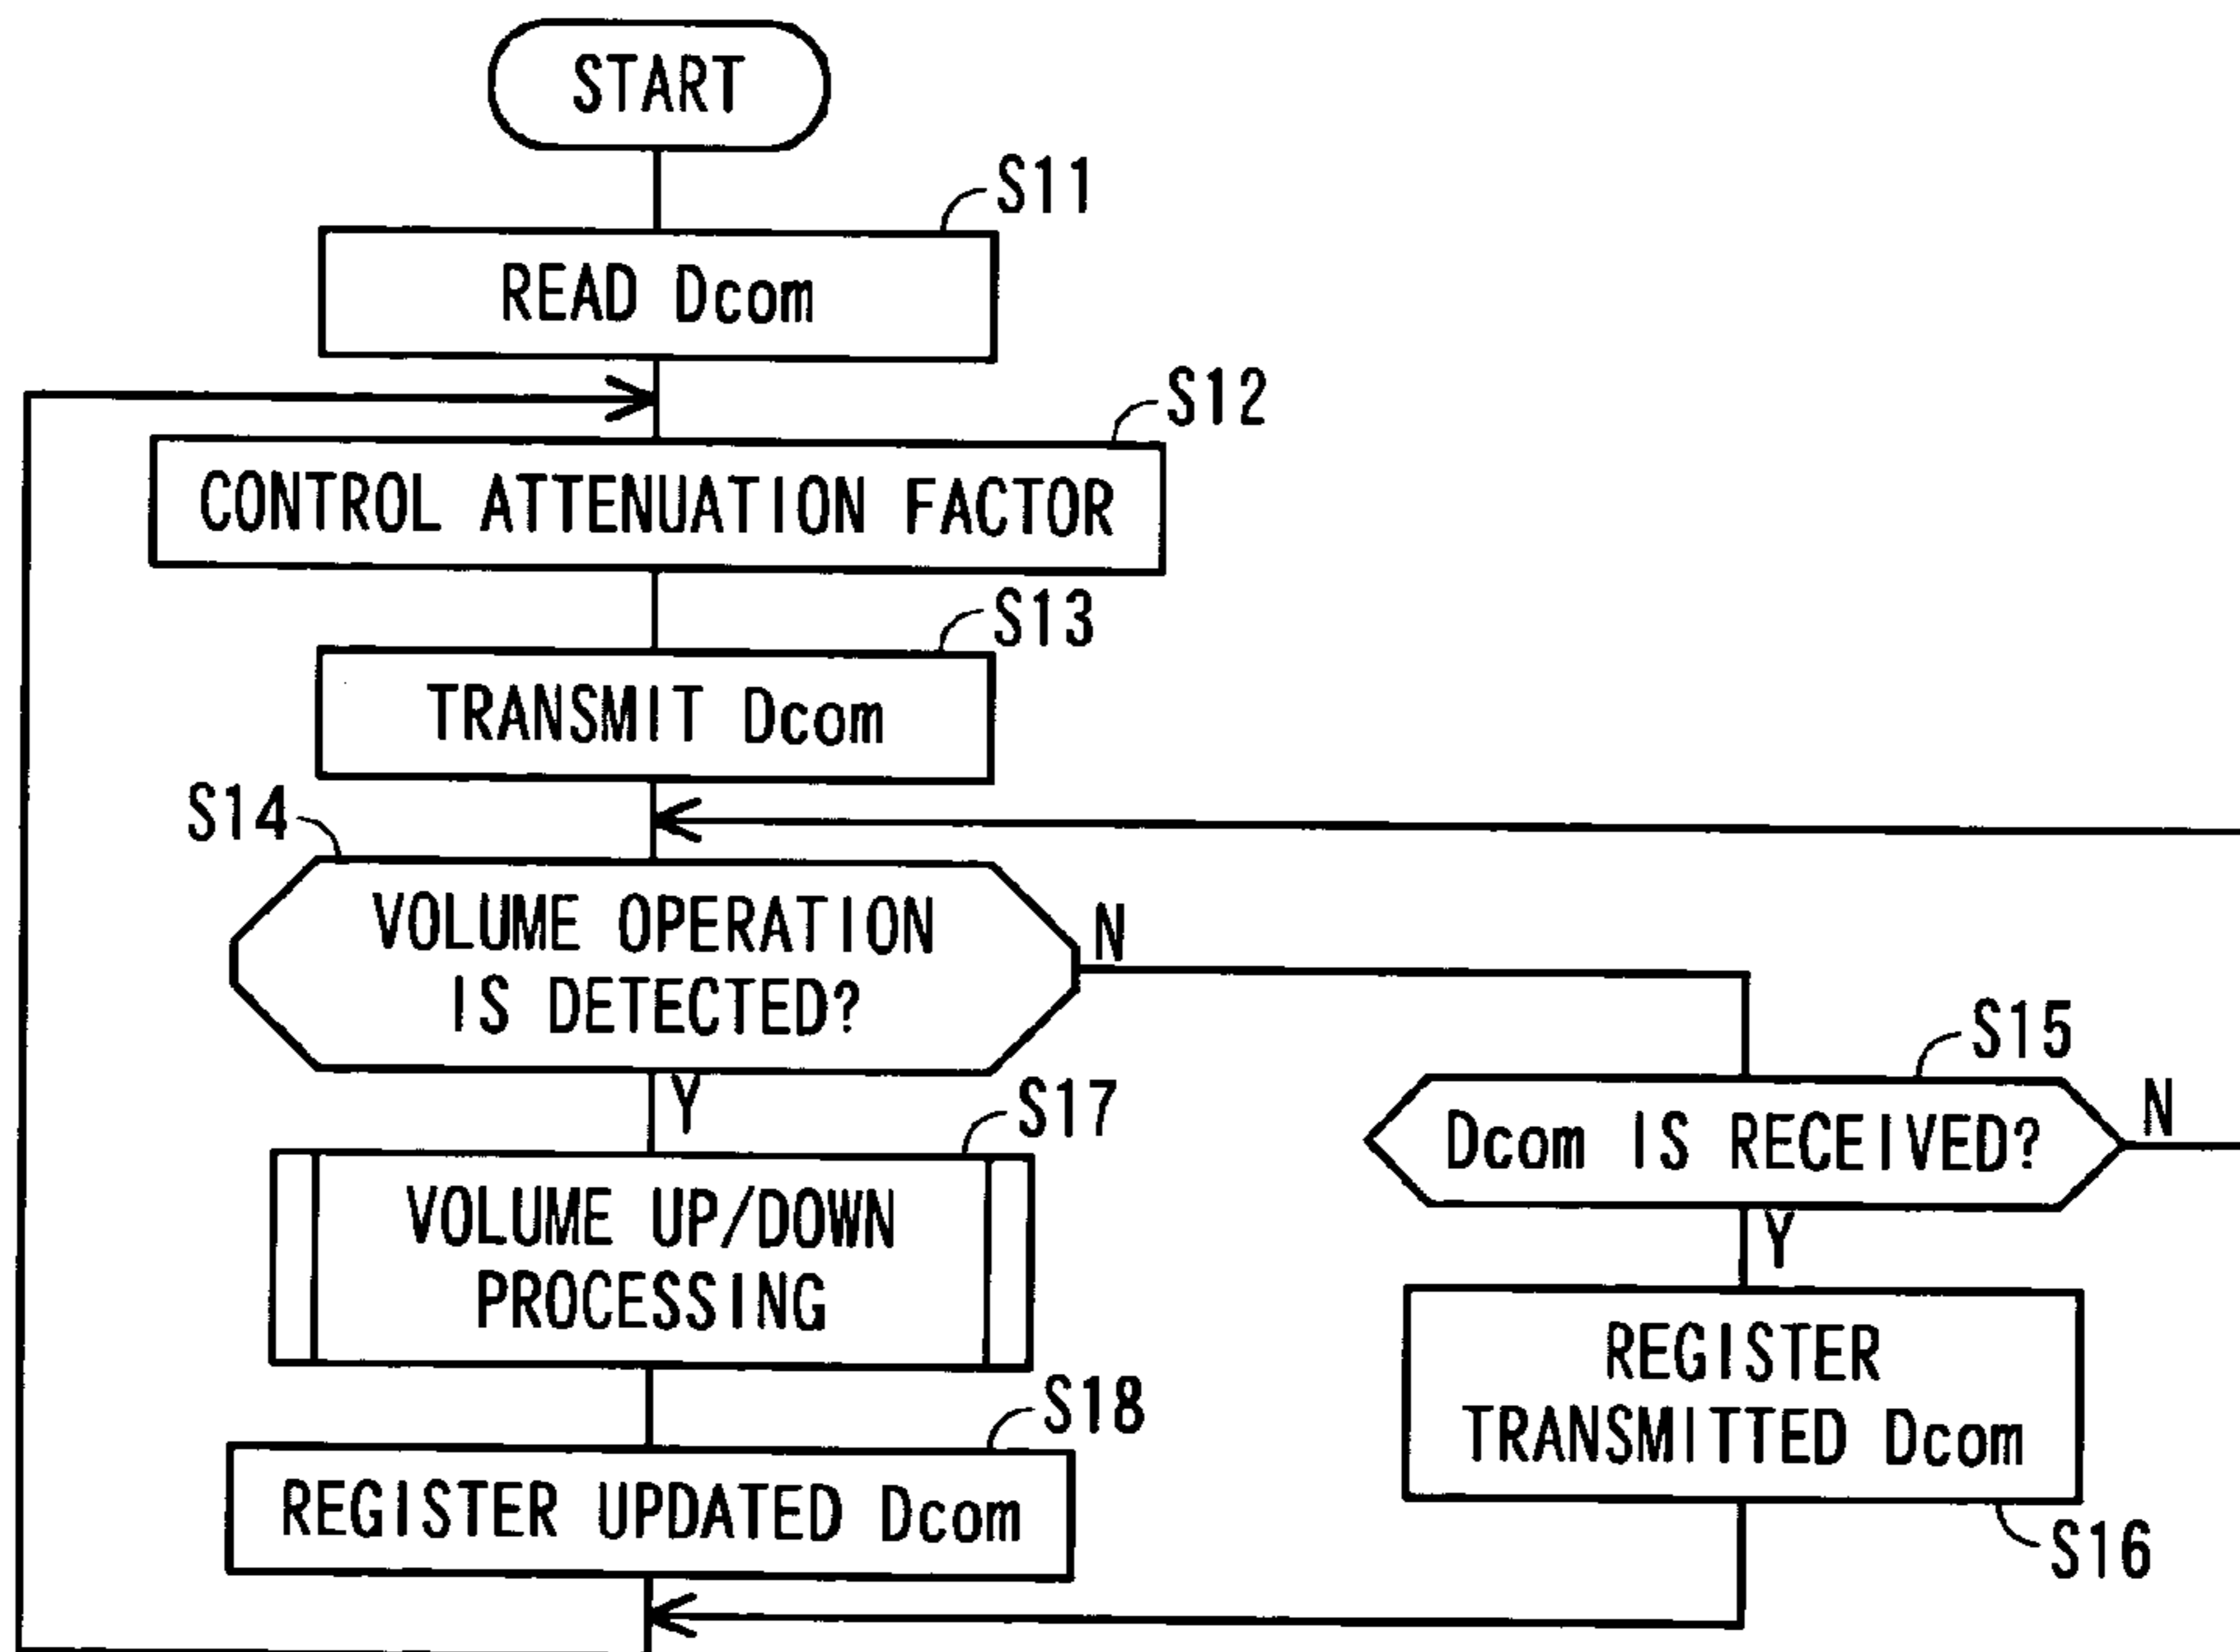 START
S11
READ Dcom
S12
CONTROL ATTENUATION FACTOR
S13
TRANSMIT Dcom
S14
VOLUME OPERATION
IS DETECTED?
N
Y
S15
Dcom IS RECEIVED?
N
Y
S17
VOLUME UP/DOWN
PROCESSING
REGISTER
TRANSMITTED Dcom
S16
S18
REGISTER UPDATED Dcom